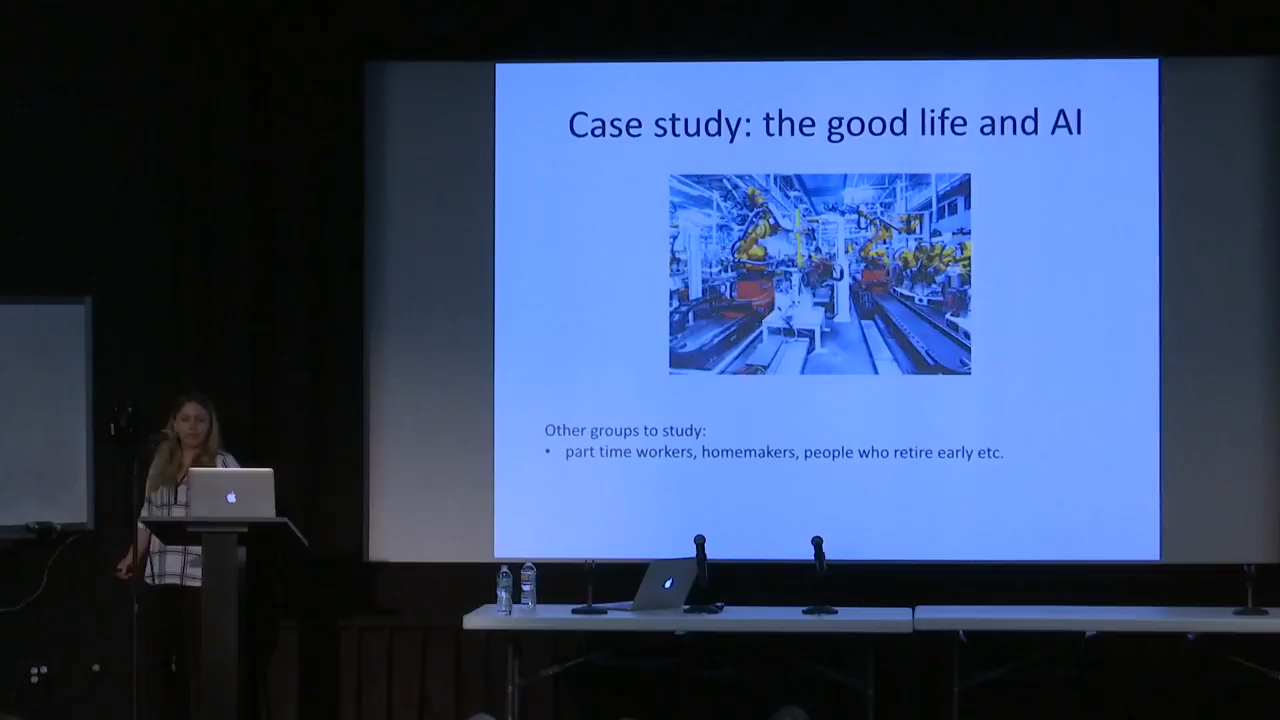 Case study: the good life and AI
Other groups to study:
• part time workers, homemakers, people who retire early etc.